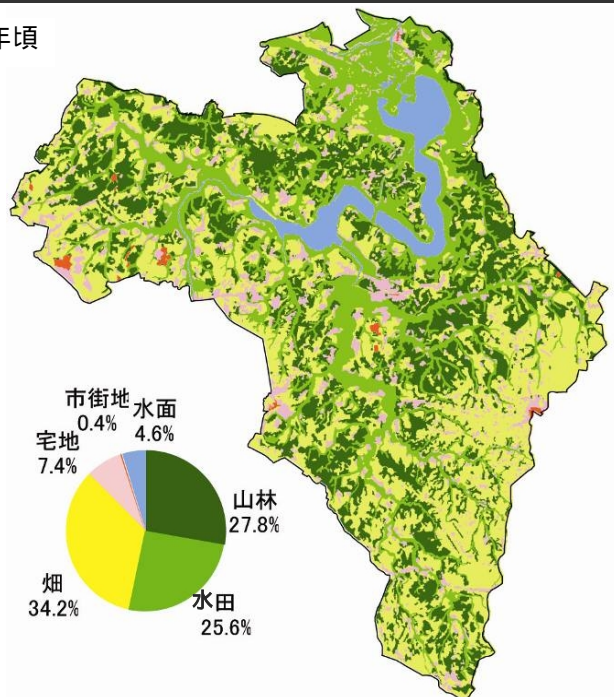 年頃
市街地
0.4%
水面
4.6%
宅地
7.4%
山林
27.8%
畑
34.2%
水田
25.6%